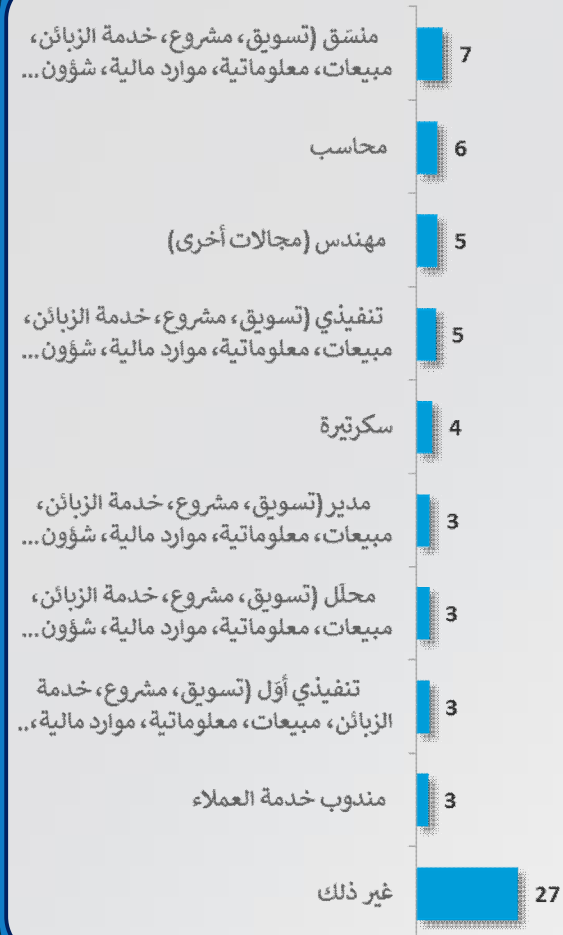 منسّق (تسويق، مشروع، خدمة الزبائن،
مبيعات، معلوماتية، موارد مالية، شؤون...
7
محاسب
6
مهندس (مجالات أخرى)
5
تنفيذي (تسويق، مشروع، خدمة الزبائن،
مبيعات، معلوماتية، موارد مالية، شؤون...
5
سكرتيرة
4
مدير (تسويق، مشروع، خدمة الزبائن،
مبيعات، معلوماتية، موارد مالية، شؤون...
3
محلّل (تسويق، مشروع، خدمة الزبائن،
مبيعات، معلوماتية، موارد مالية، شؤون...
3
تنفيذي أوّل (تسويق، مشروع، خدمة
الزبائن، مبيعات، معلوماتية، موارد مالية،..
3
مندوب خدمة العملاء
3
غير ذلك
27